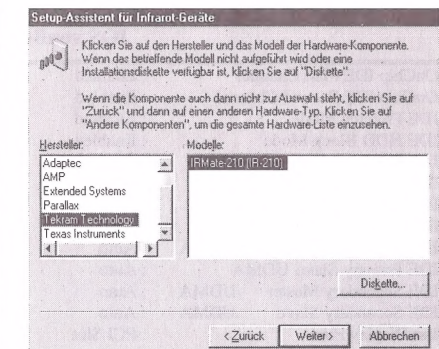 Setup-Assistent für Infrarot-Geräte
Klicken Sie auf den Hersteller und das Modell der Hardware-Komponente.
Wenn das betreffende Modell nicht aufgeführt wird oder eine
Installationsdiskette verfügbar ist, klicken Sie auf "Diskette".
Wenn die Komponente auch dann nicht zur Auswahl steht, klicken Sie auf
"Zurück" und dann auf einen anderen Hardware-Typ. Klicken Sie auf
"Andere Komponenten", um die gesamte Hardware-Liste einzusehen.
Hersteller:
Modelle:
Adaptec
AMP
Extended Systems
Parallax
Tekram Technology
Texas Instruments
IRMate-210 (IR-210)
Diskette...
<Zurück
Weiter>
Abbrechen